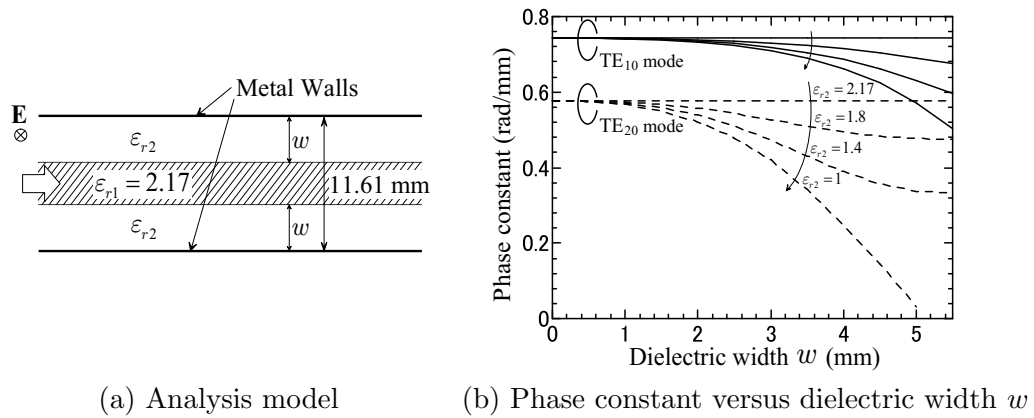 Metal Walls
E
⊗
εr2
w
εr1 = 2.17
11.61 mm
εr2
w
(a) Analysis model
Phase constant (rad/mm)
0.8
0.6
0.4
0.2
0
0 1 2 3 4 5
Dielectric width w (mm)
TE10 mode
TE20 mode
εr2 = 2.17
εr2 = 1.8
εr2 = 1.4
εr2 = 1
(b) Phase constant versus dielectric width w